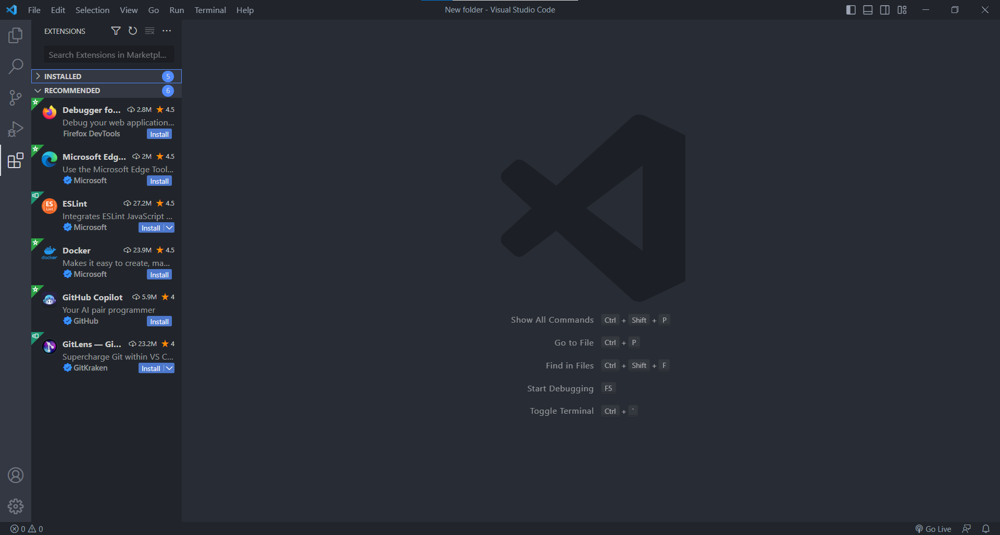 File Edit Selection View Go Run Terminal Help
New folder - Visual Studio Code
EXTENSIONS
Search Extensions in Marketpl...
INSTALLED 5
RECOMMENDED 6
Debugger fo... 2.8M 4.5
Debug your web application...
Firefox DevTools Install
Microsoft Edg... 2M 4.5
Use the Microsoft Edge Tool...
Microsoft Install
ES
Lint
ESLint 27.2M 4.5
Integrates ESLint JavaScript ...
Microsoft Install
docker
Docker 23.9M 4.5
Makes it easy to create, ma...
Microsoft Install
GitHub Copilot 5.9M 4
Your AI pair programmer
GitHub Install
GitLens — Gi... 23.2M 4
Supercharge Git within VS C...
GitKraken Install
Show All Commands Ctrl + Shift + P
Go to File Ctrl + P
Find in Files Ctrl + Shift + F
Start Debugging F5
Toggle Terminal Ctrl + `
0 0
Go Live